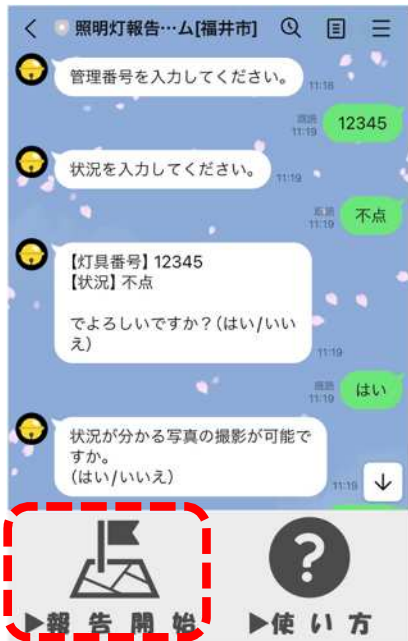 照明灯報告…ム[福井市]
管理番号を入力してください。
11:18
既読
11:19
12345
状況を入力してください。
11:19
既読
11:19
不点
【灯具番号】12345
【状況】不点
でよろしいですか？(はい/いい
え)
11:19
既読
11:19
はい
状況が分かる写真の撮影が可能で
すか。
(はい/いいえ)
11:19
▶報告開始
?
▶使い方